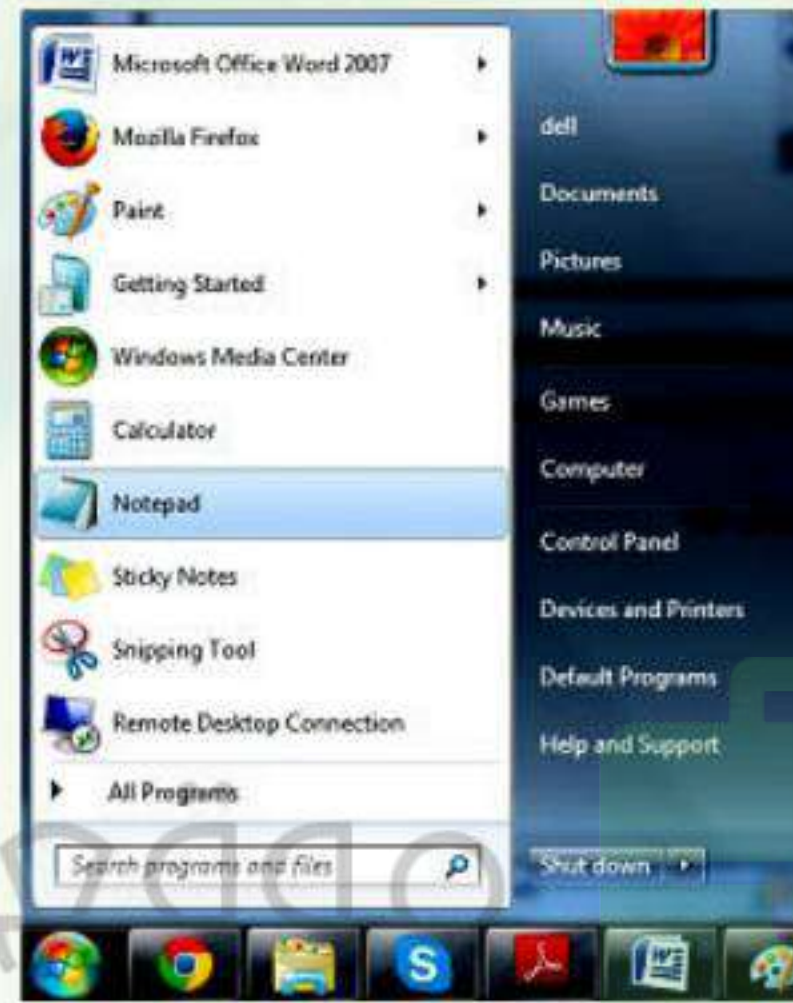 Microsoft Office Word 2007
Mozilla Firefox
Paint
Getting Started
Windows Media Center
Calculator
Notepad
Sticky Notes
Snipping Tool
Remote Desktop Connection
All Programs
Search programs and files
dell
Documents
Pictures
Music
Games
Computer
Control Panel
Devices and Printers
Default Programs
Help and Support
Shut down